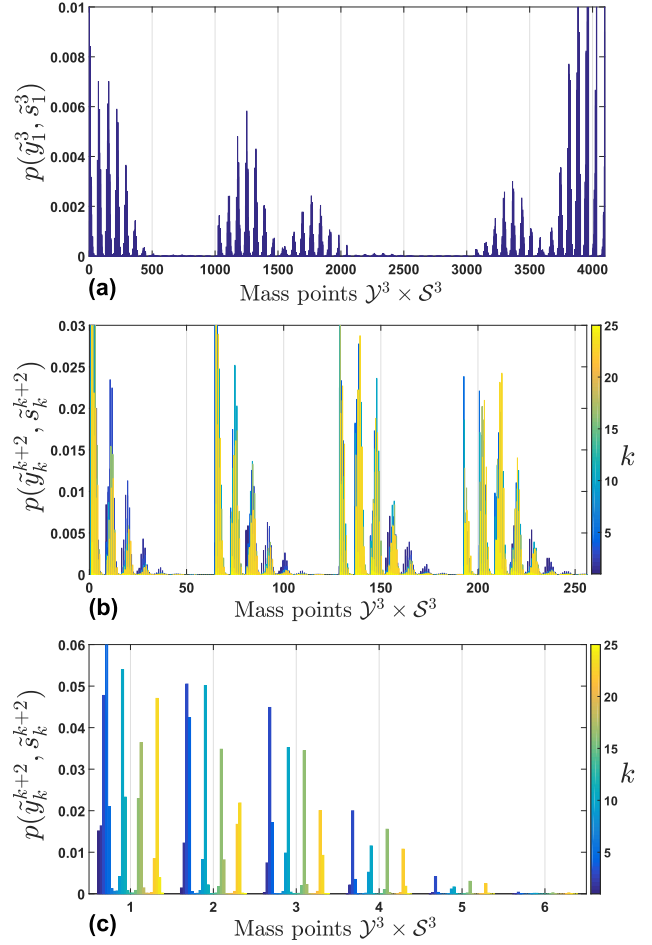 0.01
0.008
0.006
0.004
0.002
0
p(ỹ₁³, s̃₁³)
0 500 1000 1500 2000 2500 3000 3500 4000
(a)
Mass points 𝒴³ × 𝒮³
0.03
0.025
0.02
0.015
0.01
0.005
0
p(ỹₖᵏ⁺², s̃ₖᵏ⁺²)
0 50 100 150 200 250
25
20
15
10
5
k
(b)
Mass points 𝒴³ × 𝒮³
0.06
0.05
0.04
0.03
0.02
0.01
0
p(ỹₖᵏ⁺², s̃ₖᵏ⁺²)
1 2 3 4 5 6
25
20
15
10
5
k
(c)
Mass points 𝒴³ × 𝒮³